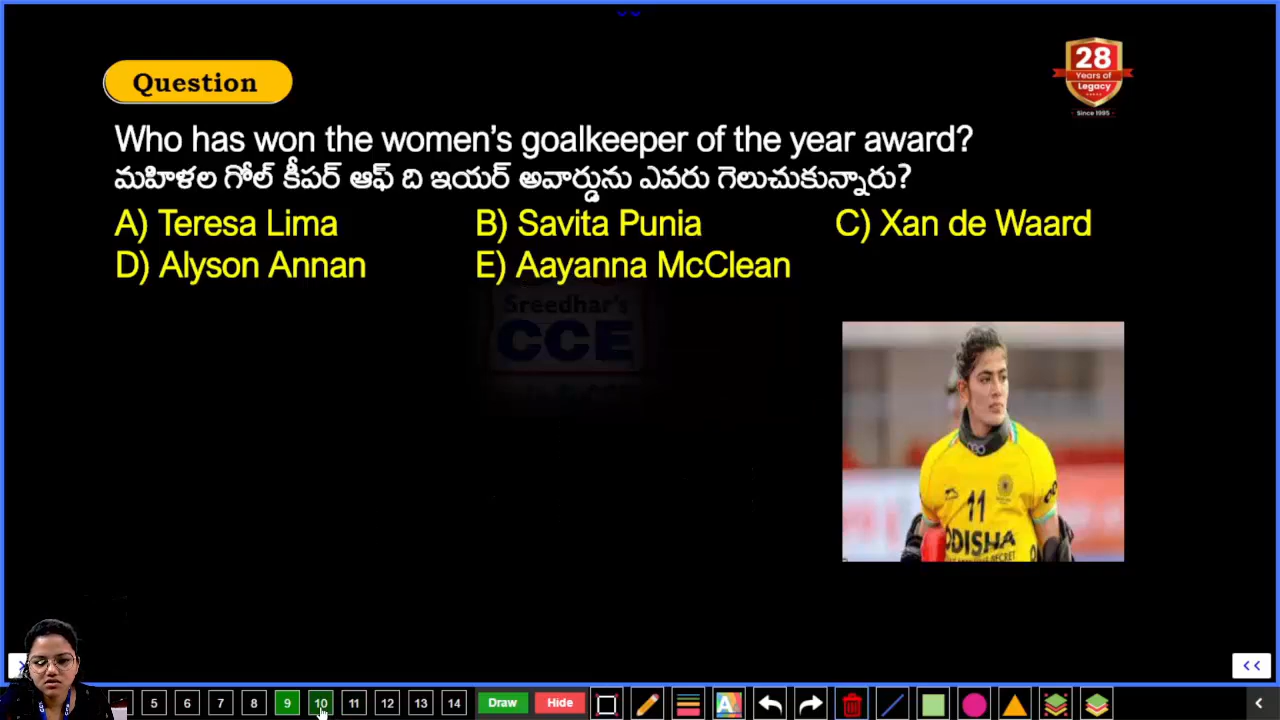 Question
28
Years of
Legacy
Since 1995
Who has won the women's goalkeeper of the year award?
మహిళల గోల్ కీపర్ ఆఫ్ ది ఇయర్ అవార్డును ఎవరు గెలుచుకున్నారు?
A) Teresa Lima B) Savita Punia C) Xan de Waard
D) Alyson Annan E) Aayanna McClean
Sreedhar's
CCE
11
ODISHA
5 6 7 8 9 10 11 12 13 14 Draw Hide